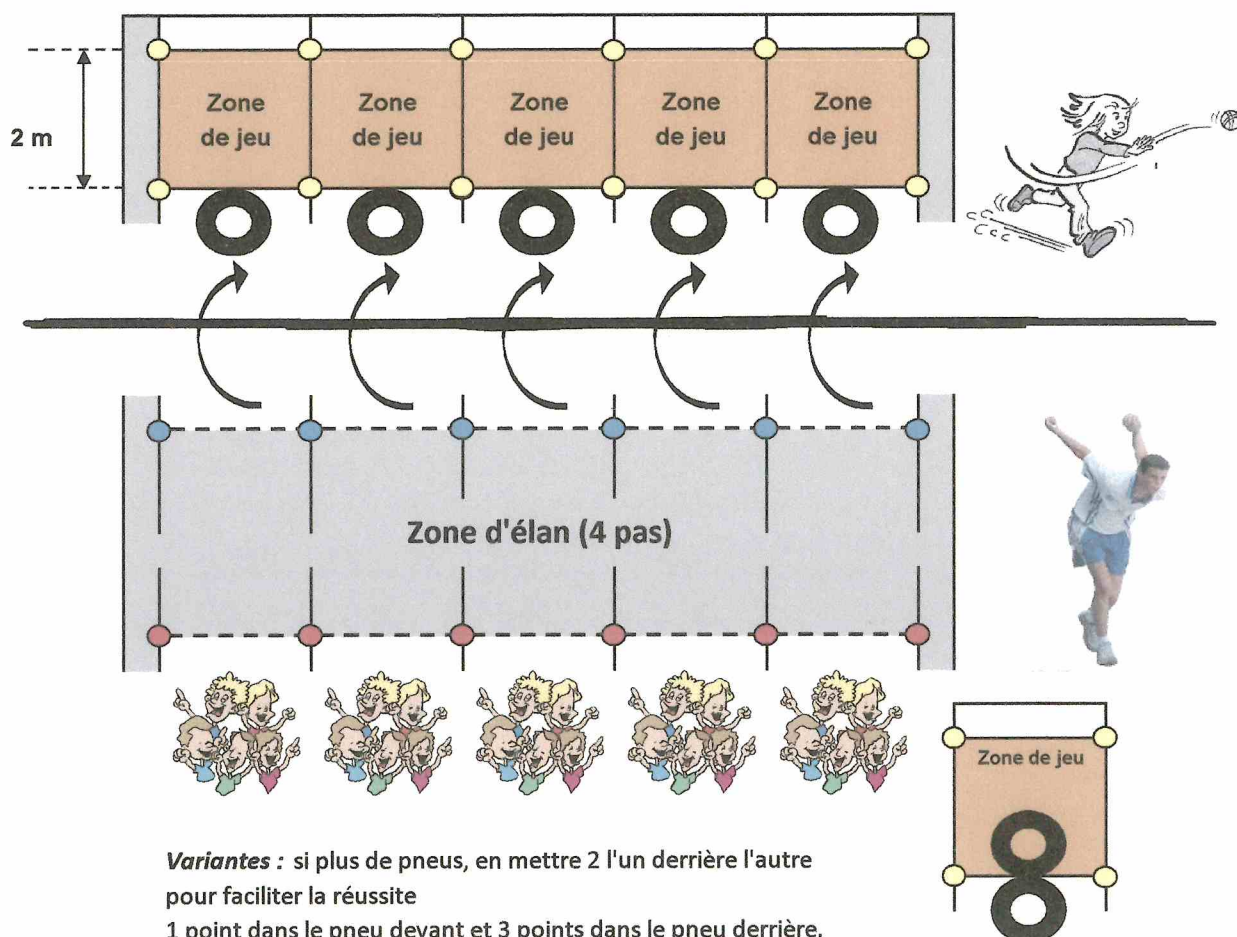 Zone
de jeu
Zone
de jeu
Zone
de jeu
Zone
de jeu
Zone
de jeu
2 m
Zone d'élan (4 pas)
Zone de jeu
Variantes : si plus de pneus, en mettre 2 l'un derrière l'autre
pour faciliter la réussite
1 point dans le pneu devant et 3 points dans le pneu derrière.